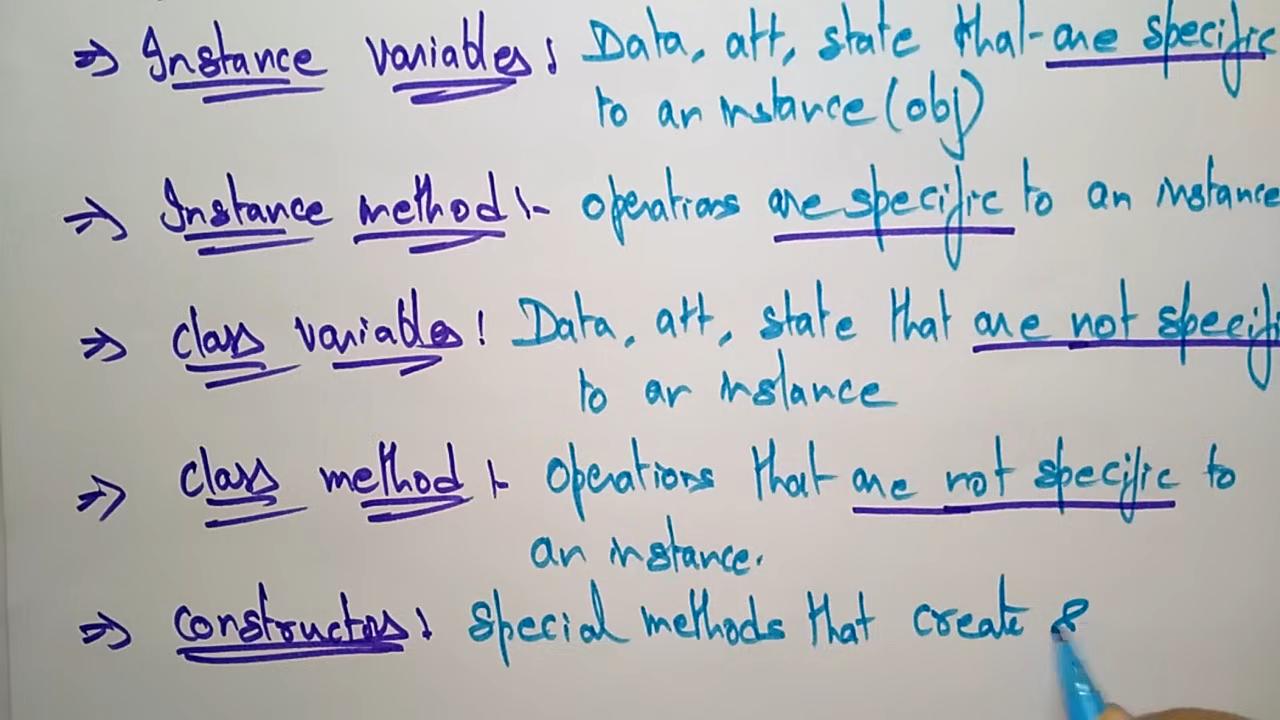 ⇒ Instance variables: Data, att, state that are specific
to an instance (obj)
⇒ Instance method :- operations are specific to an instance
⇒ class variables: Data, att, state that are not specif
to an instance
⇒ class method :- operations that are not specific to
an instance.
⇒ constructors: special methods that create &